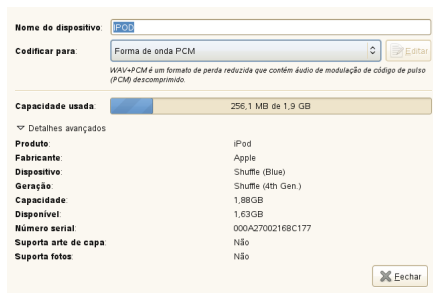 Nome do dispositivo: IPOD
Codificar para: Forma de onda PCM Editar
WAV+PCM é um formato de perda reduzida que contém áudio de modulação de código de pulso
(PCM) descomprimido.
Capacidade usada: 256,1 MB de 1,9 GB
Detalhes avançados
Produto: iPod
Fabricante: Apple
Dispositivo: Shuffle (Blue)
Geração: Shuffle (4th Gen.)
Capacidade: 1,88GB
Disponível: 1,63GB
Número serial: 000A27002168C177
Suporta arte de capa: Não
Suporta fotos: Não
Fechar